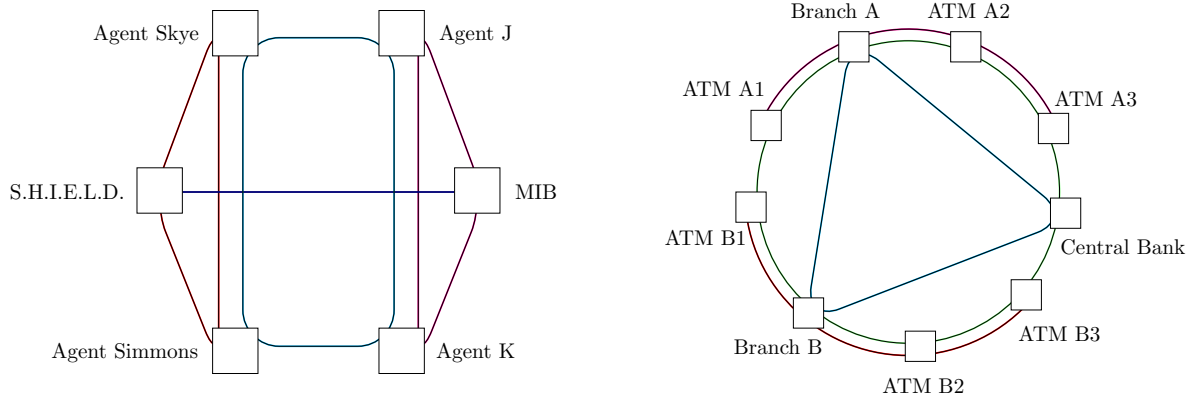 Agent Skye
Agent J
S.H.I.E.L.D.
MIB
Agent Simmons
Agent K
Branch A
ATM A2
ATM A1
ATM A3
ATM B1
Central Bank
Branch B
ATM B3
ATM B2